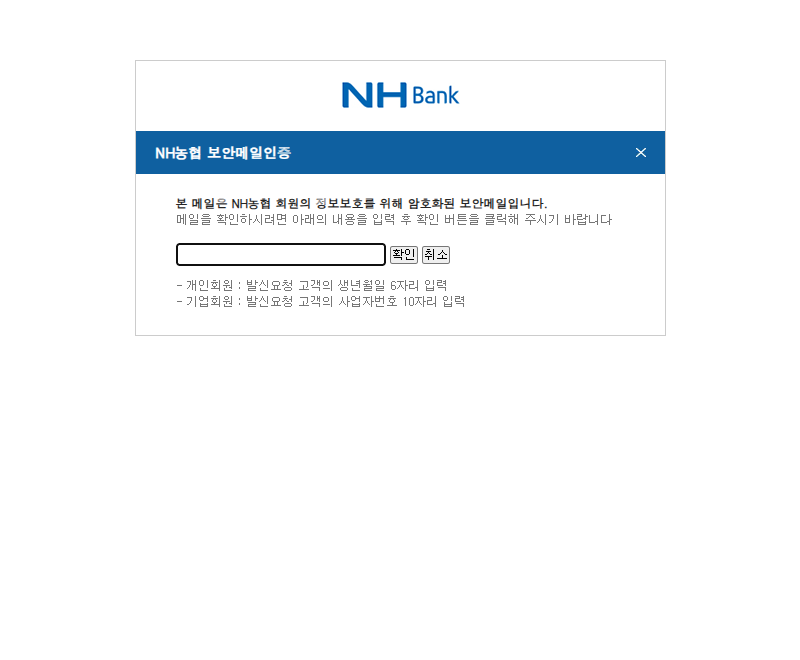 NH Bank
NH농협 보안메일인증
본 메일은 NH농협 회원의 정보보호를 위해 암호화된 보안메일입니다.
메일을 확인하시려면 아래의 내용을 입력 후 확인 버튼을 클릭해 주시기 바랍니다
확인 취소
- 개인회원 : 발신요청 고객의 생년월일 6자리 입력
- 기업회원 : 발신요청 고객의 사업자번호 10자리 입력